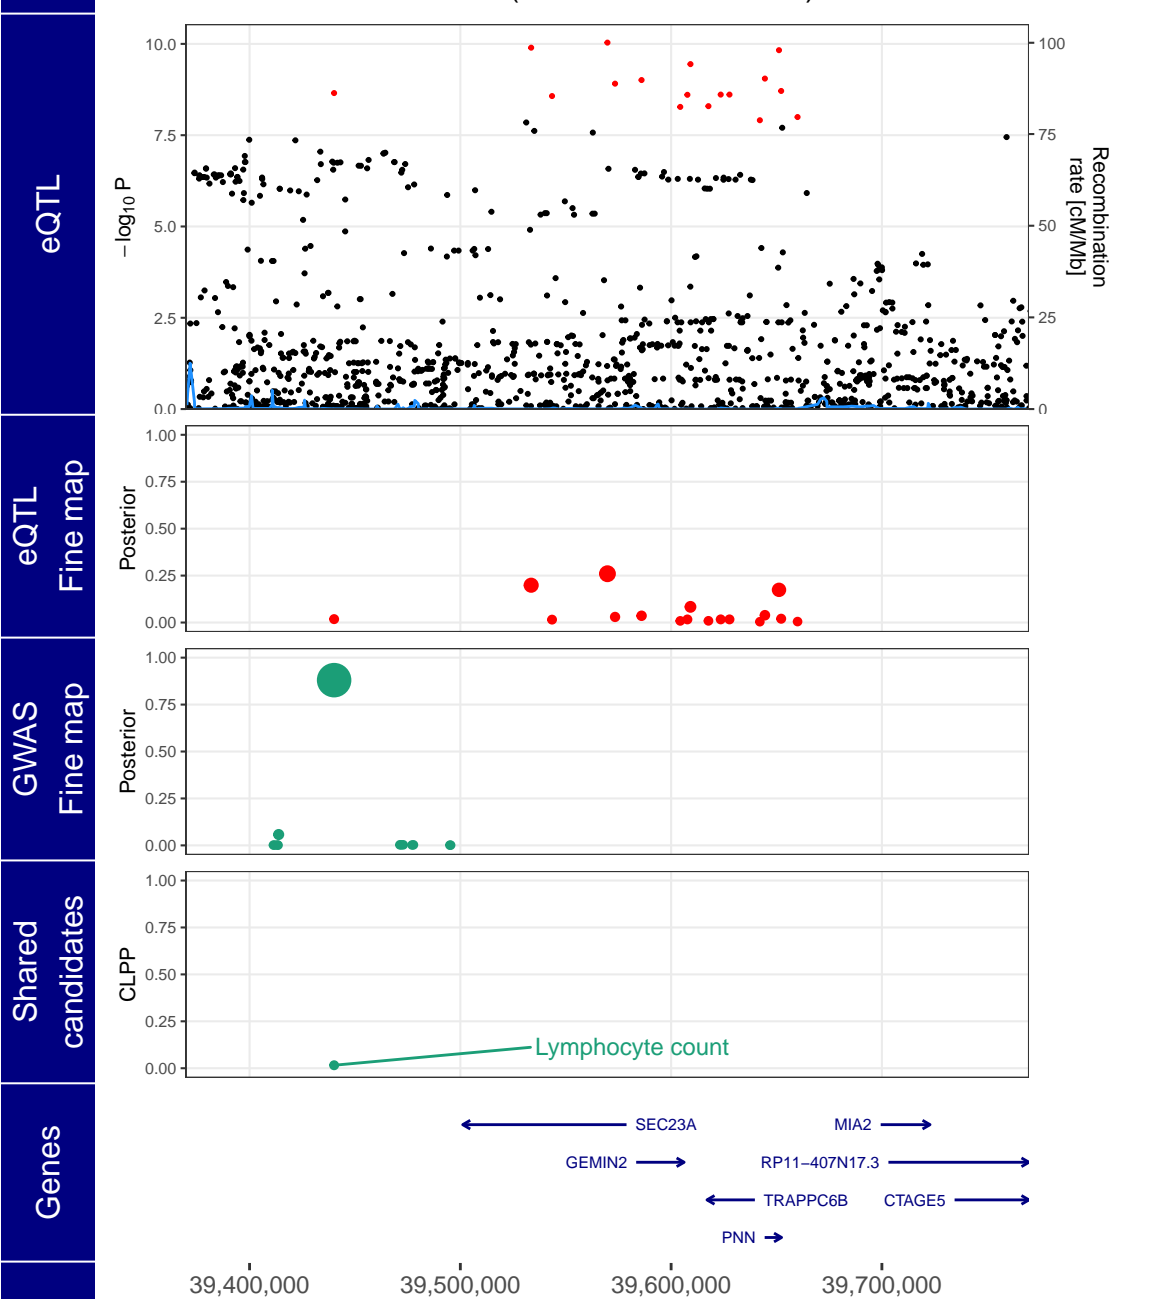 eQTL
−log10 P
10.0
7.5
5.0
2.5
0.0
100
75
50
25
0
Recombination
rate [cM/Mb]
eQTL
Fine map
Posterior
1.00
0.75
0.50
0.25
0.00
GWAS
Fine map
Posterior
1.00
0.75
0.50
0.25
0.00
Shared
candidates
CLPP
1.00
0.75
0.50
0.25
0.00
Lymphocyte count
Genes
SEC23A
MIA2
GEMIN2
RP11−407N17.3
TRAPPC6B
CTAGE5
PNN
39,400,000
39,500,000
39,600,000
39,700,000